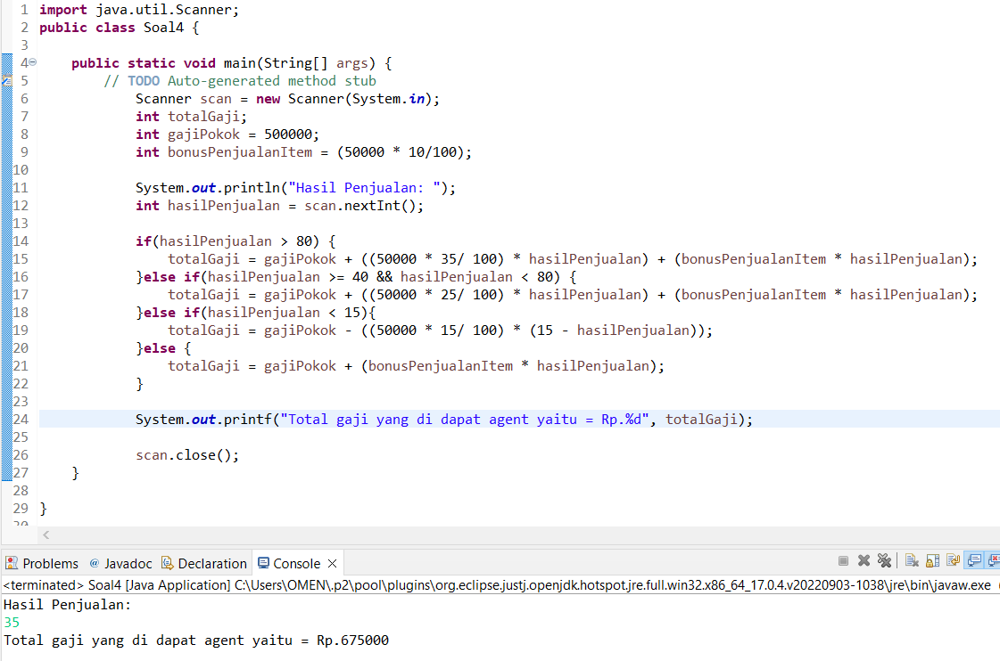 1 import java.util.Scanner;
2 public class Soal4 {
3
4 public static void main(String[] args) {
5 // TODO Auto-generated method stub
6 Scanner scan = new Scanner(System.in);
7 int totalGaji;
8 int gajiPokok = 500000;
9 int bonusPenjualanItem = (50000 * 10/100);
10
11 System.out.println("Hasil Penjualan: ");
12 int hasilPenjualan = scan.nextInt();
13
14 if(hasilPenjualan > 80) {
15 totalGaji = gajiPokok + ((50000 * 35/ 100) * hasilPenjualan) + (bonusPenjualanItem * hasilPenjualan);
16 }else if(hasilPenjualan >= 40 && hasilPenjualan < 80) {
17 totalGaji = gajiPokok + ((50000 * 25/ 100) * hasilPenjualan) + (bonusPenjualanItem * hasilPenjualan);
18 }else if(hasilPenjualan < 15){
19 totalGaji = gajiPokok - ((50000 * 15/ 100) * (15 - hasilPenjualan));
20 }else {
21 totalGaji = gajiPokok + (bonusPenjualanItem * hasilPenjualan);
22 }
23
24 System.out.printf("Total gaji yang di dapat agent yaitu = Rp.%d", totalGaji);
25
26 scan.close();
27 }
28
29 }
30
Problems @ Javadoc Declaration Console
<terminated> Soal4 [Java Application] C:\Users\OMEN\.p2\pool\plugins\org.eclipse.justj.openjdk.hotspot.jre.full.win32.x86_64_17.0.4.v20220903-1038\jre\bin\javaw.exe (
Hasil Penjualan:
35
Total gaji yang di dapat agent yaitu = Rp.675000